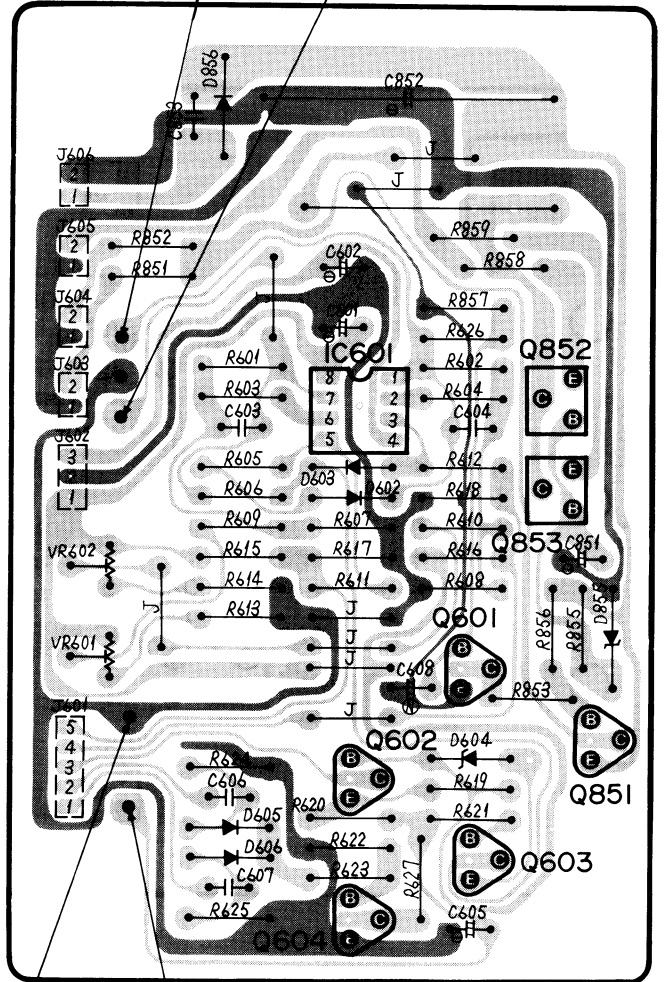 D856
C852
J606
2
1
J
J
J605
2
R852
R851
R859
R858
C602
J604
2
R857
C601
R626
IC601
J603
2
R601
R602
Q852
8
1
E
7
2
C
6
3
B
5
4
R603
R604
C603
C604
J602
3
1
R605
R612
E
C
B
D603
D602
R606
R618
R609
R607
R610
Q853
C851
VR602
R615
R617
R616
R614
R611
R608
J
R613
J
Q601
R856
R855
J
VR601
J
B
C
E
C608
R853
J601
5
4
3
2
1
J
Q602
D604
B
C
E
Q851
R624
B
C
E
C606
R619
R620
D605
R621
D606
R622
B
C
E
Q603
C607
R623
R627
R625
B
C
E
Q604
C605